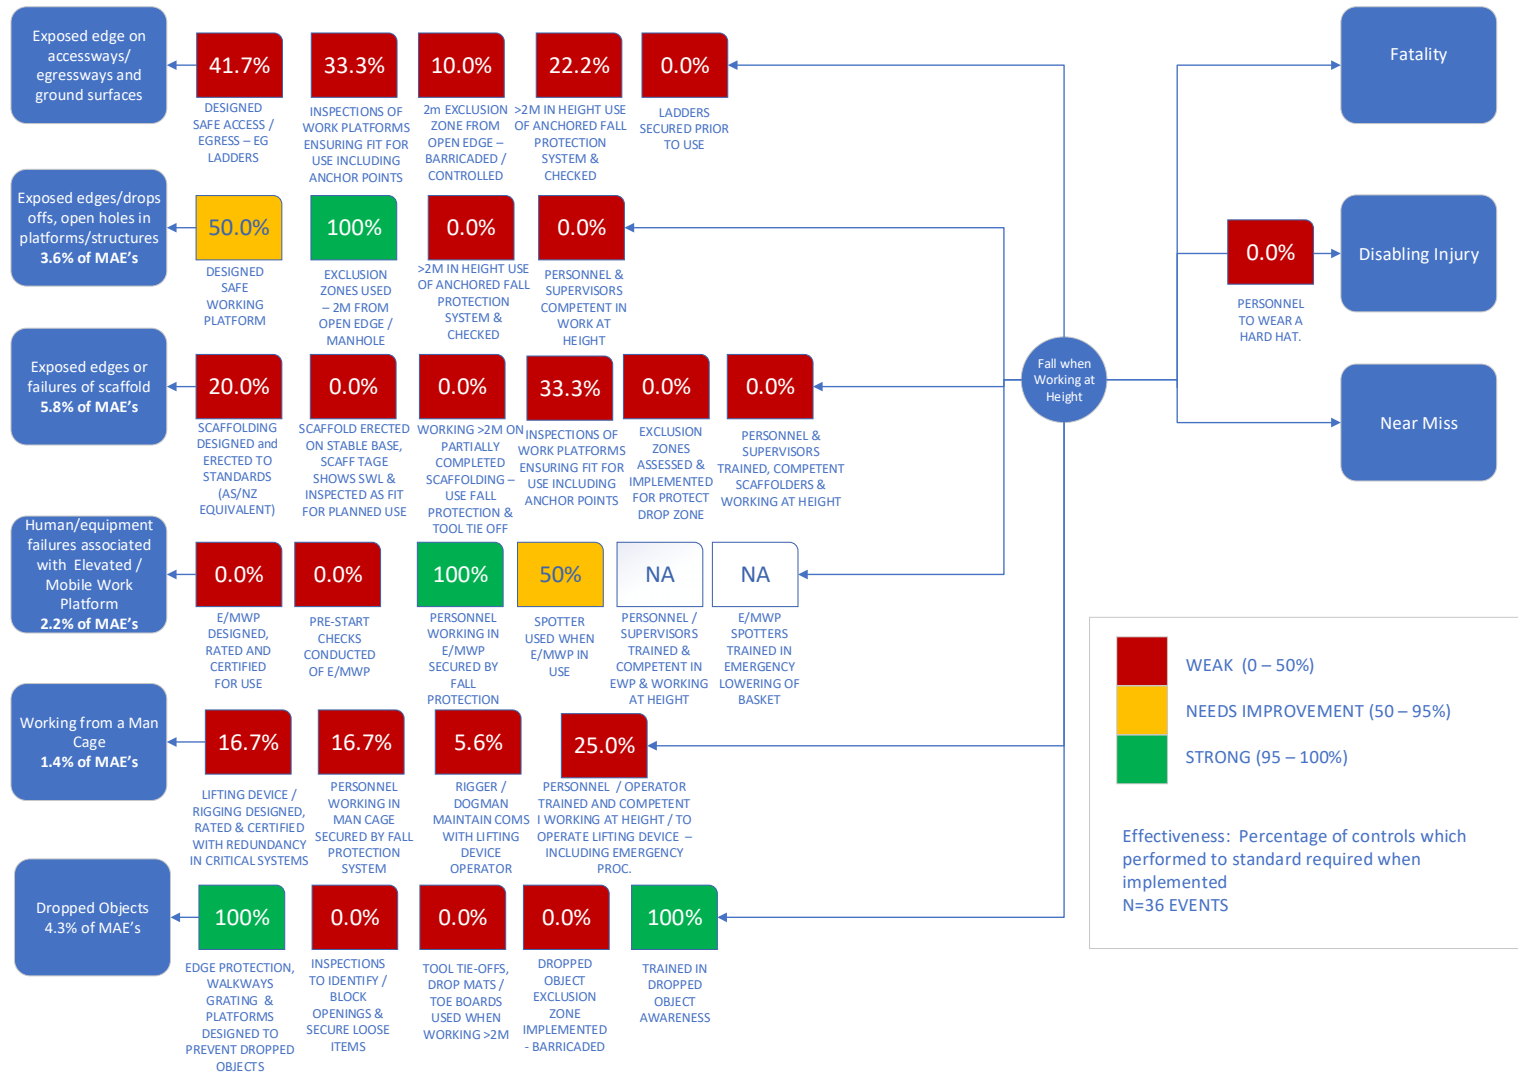 Exposed edge on
accessways/
egressways and
ground surfaces
41.7%
DESIGNED
SAFE ACCESS /
EGRESS – EG
LADDERS
33.3%
INSPECTIONS OF
WORK PLATFORMS
ENSURING FIT FOR
USE INCLUDING
ANCHOR POINTS
10.0%
2m EXCLUSION
ZONE FROM
OPEN EDGE –
BARRICADED /
CONTROLLED
22.2%
>2M IN HEIGHT USE
OF ANCHORED FALL
PROTECTION
SYSTEM &
CHECKED
0.0%
LADDERS
SECURED PRIOR
TO USE
Exposed edges/drops
offs, open holes in
platforms/structures
3.6% of MAE's
50.0%
DESIGNED
SAFE
WORKING
PLATFORM
100%
EXCLUSION
ZONES USED
– 2M FROM
OPEN EDGE /
MANHOLE
0.0%
>2M IN HEIGHT USE
OF ANCHORED FALL
PROTECTION
SYSTEM &
CHECKED
0.0%
PERSONNEL &
SUPERVISORS
COMPETENT IN
WORK AT
HEIGHT
Exposed edges or
failures of scaffold
5.8% of MAE's
20.0%
SCAFFOLDING
DESIGNED and
ERECTED TO
STANDARDS
(AS/NZ
EQUIVALENT)
0.0%
SCAFFOLD ERECTED
ON STABLE BASE,
SCAFF TAGE
SHOWS SWL &
INSPECTED AS FIT
FOR PLANNED USE
0.0%
WORKING >2M ON
PARTIALLY
COMPLETED
SCAFFOLDING –
USE FALL
PROTECTION &
TOOL TIE OFF
33.3%
INSPECTIONS OF
WORK PLATFORMS
ENSURING FIT FOR
USE INCLUDING
ANCHOR POINTS
0.0%
EXCLUSION
ZONES
ASSESSED &
IMPLEMENTED
FOR PROTECT
DROP ZONE
0.0%
PERSONNEL &
SUPERVISORS
TRAINED, COMPETENT
SCAFFOLDERS &
WORKING AT HEIGHT
Human/equipment
failures associated
with Elevated /
Mobile Work
Platform
2.2% of MAE's
0.0%
E/MWP
DESIGNED,
RATED AND
CERTIFIED
FOR USE
0.0%
PRE-START
CHECKS
CONDUCTED
OF E/MWP
100%
PERSONNEL
WORKING IN
E/MWP
SECURED BY
FALL
PROTECTION
50%
SPOTTER
USED WHEN
E/MWP IN
USE
NA
PERSONNEL /
SUPERVISORS
TRAINED &
COMPETENT IN
EWP & WORKING
AT HEIGHT
NA
E/MWP
SPOTTERS
TRAINED IN
EMERGENCY
LOWERING OF
BASKET
Working from a Man
Cage
1.4% of MAE's
16.7%
LIFTING DEVICE /
RIGGING DESIGNED,
RATED & CERTIFIED
WITH REDUNDANCY
IN CRITICAL SYSTEMS
16.7%
PERSONNEL
WORKING IN
MAN CAGE
SECURED BY FALL
PROTECTION
SYSTEM
5.6%
RIGGER /
DOGMAN
MAINTAIN COMS
WITH LIFTING
DEVICE
OPERATOR
25.0%
PERSONNEL / OPERATOR
TRAINED AND COMPETENT
I WORKING AT HEIGHT / TO
OPERATE LIFTING DEVICE –
INCLUDING EMERGENCY
PROC.
Dropped Objects
4.3% of MAE's
100%
EDGE PROTECTION,
WALKWAYS
GRATING &
PLATFORMS
DESIGNED TO
PREVENT DROPPED
OBJECTS
0.0%
INSPECTIONS
TO IDENTIFY /
BLOCK
OPENINGS &
SECURE LOOSE
ITEMS
0.0%
TOOL TIE-OFFS,
DROP MATS /
TOE BOARDS
USED WHEN
WORKING >2M
0.0%
DROPPED
OBJECT
EXCLUSION
ZONE
IMPLEMENTED
- BARRICADED
100%
TRAINED IN
DROPPED
OBJECT
AWARENESS
Fall when
Working at
Height
Fatality
0.0%
PERSONNEL
TO WEAR A
HARD HAT.
Disabling Injury
Near Miss
WEAK (0 – 50%)
NEEDS IMPROVEMENT (50 – 95%)
STRONG (95 – 100%)
Effectiveness: Percentage of controls which
performed to standard required when
implemented
N=36 EVENTS